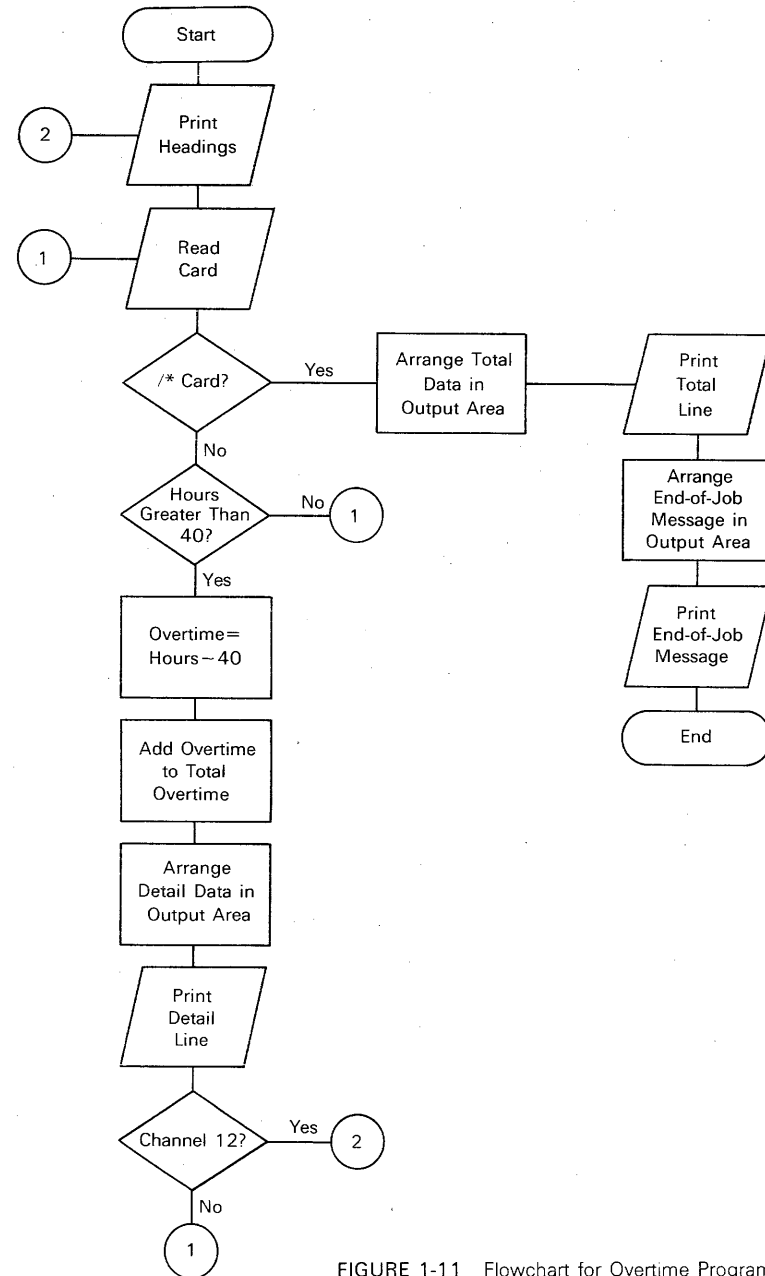 Start
2
Print
Headings
1
Read
Card
/* Card?
Yes
Arrange Total
Data in
Output Area
Print
Total
Line
No
Hours
Greater Than
40?
No
1
Arrange
End-of-Job
Message in
Output Area
Yes
Overtime=
Hours−40
Print
End-of-Job
Message
Add Overtime
to Total
Overtime
End
Arrange
Detail Data in
Output Area
Print
Detail
Line
Channel 12?
Yes
2
No
1
FIGURE 1-11 Flowchart for Overtime Program